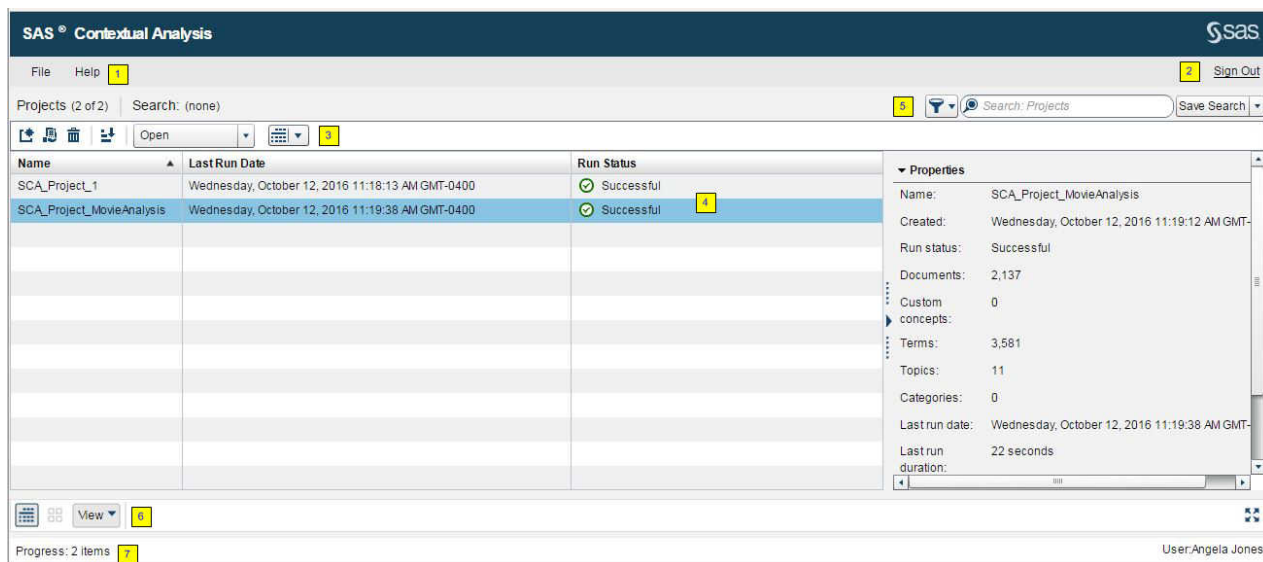 SAS ® Contextual Analysis
sas
File Help 1
2 Sign Out
Projects (2 of 2) Search: (none)
5 Search: Projects Save Search
Open 3
Name Last Run Date Run Status
SCA_Project_1 Wednesday, October 12, 2016 11:18:13 AM GMT-0400 Successful
SCA_Project_MovieAnalysis Wednesday, October 12, 2016 11:19:38 AM GMT-0400 Successful
4
Properties
Name: SCA_Project_MovieAnalysis
Created: Wednesday, October 12, 2016 11:19:12 AM GMT-
Run status: Successful
Documents: 2,137
Custom concepts: 0
Terms: 3,581
Topics: 11
Categories: 0
Last run date: Wednesday, October 12, 2016 11:19:38 AM GMT-
Last run duration: 22 seconds
View 6
Progress: 2 items 7
User:Angela Jones